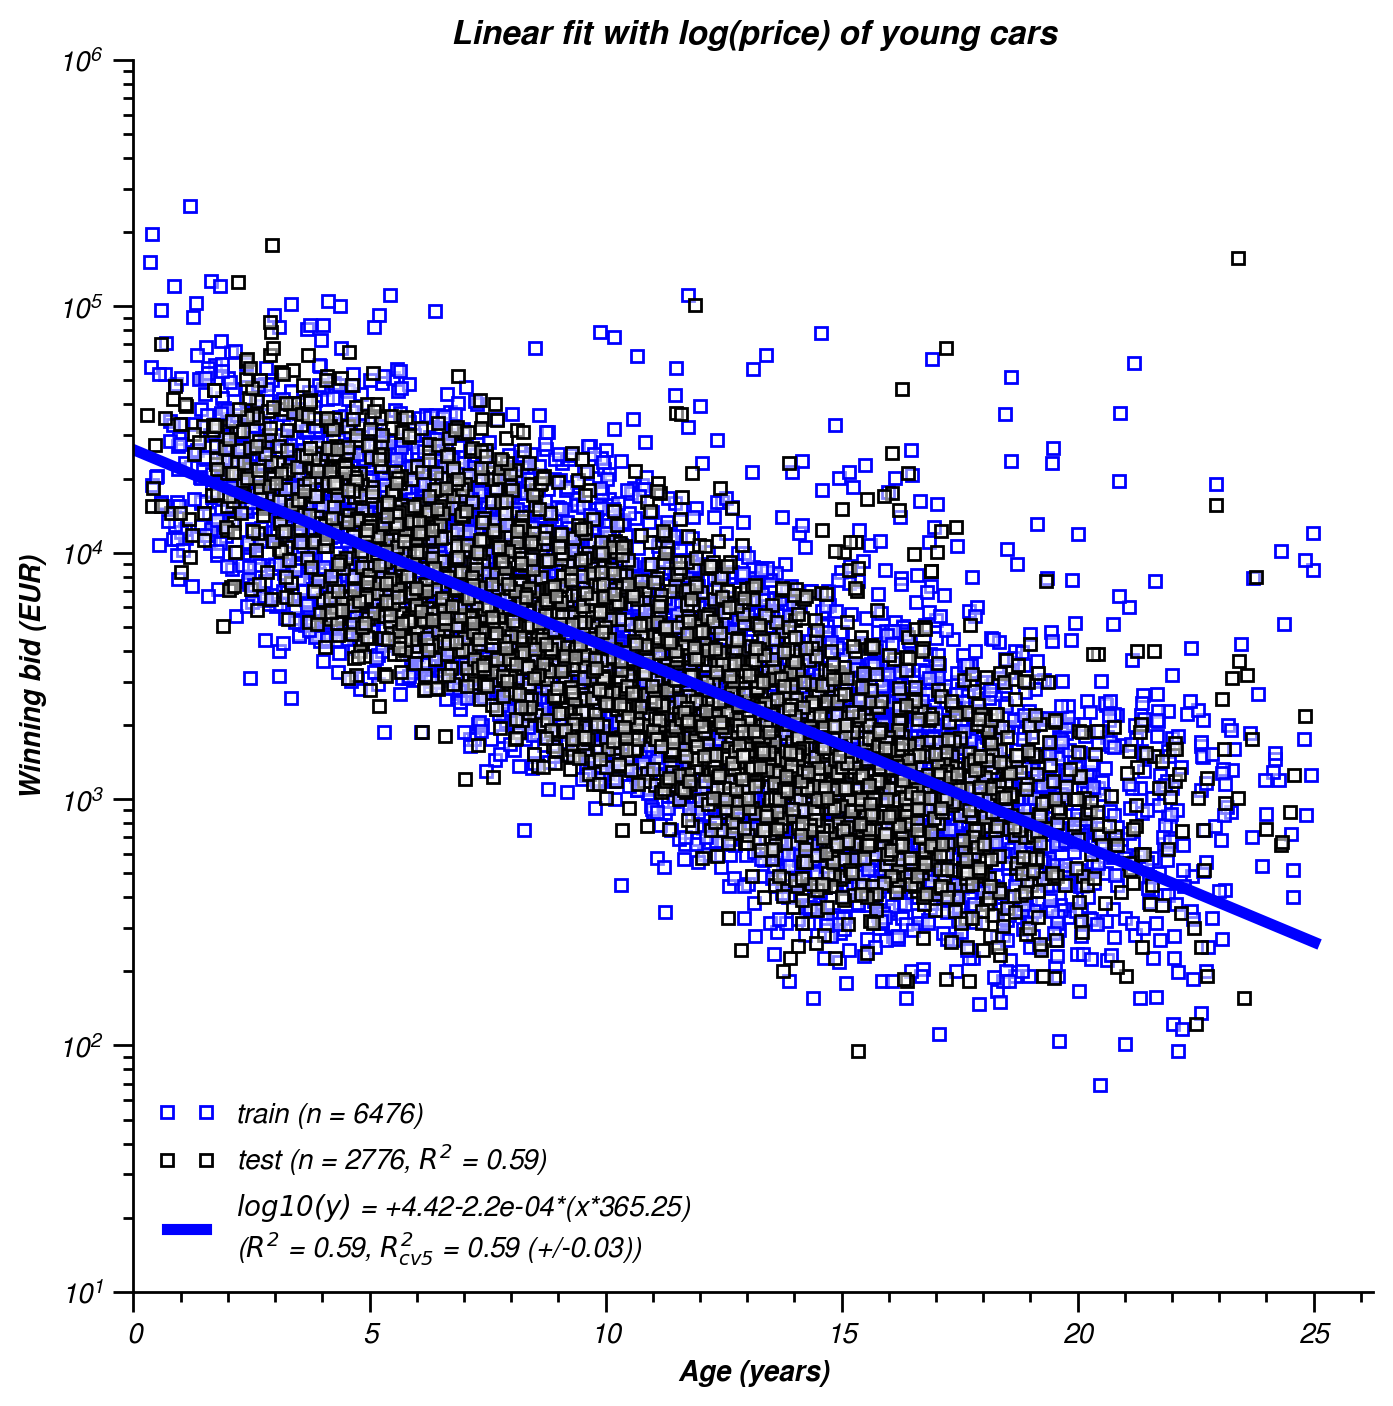 Linear fit with log(price) of young cars
10^6
10^5
10^4
10^3
10^2
10^1
Winning bid (EUR)
train (n = 6476)
test (n = 2776, R^2 = 0.59)
log10(y) = +4.42-2.2e-04*(x*365.25)
(R^2 = 0.59, R^2_cv5 = 0.59 (+/-0.03))
0 5 10 15 20 25
Age (years)